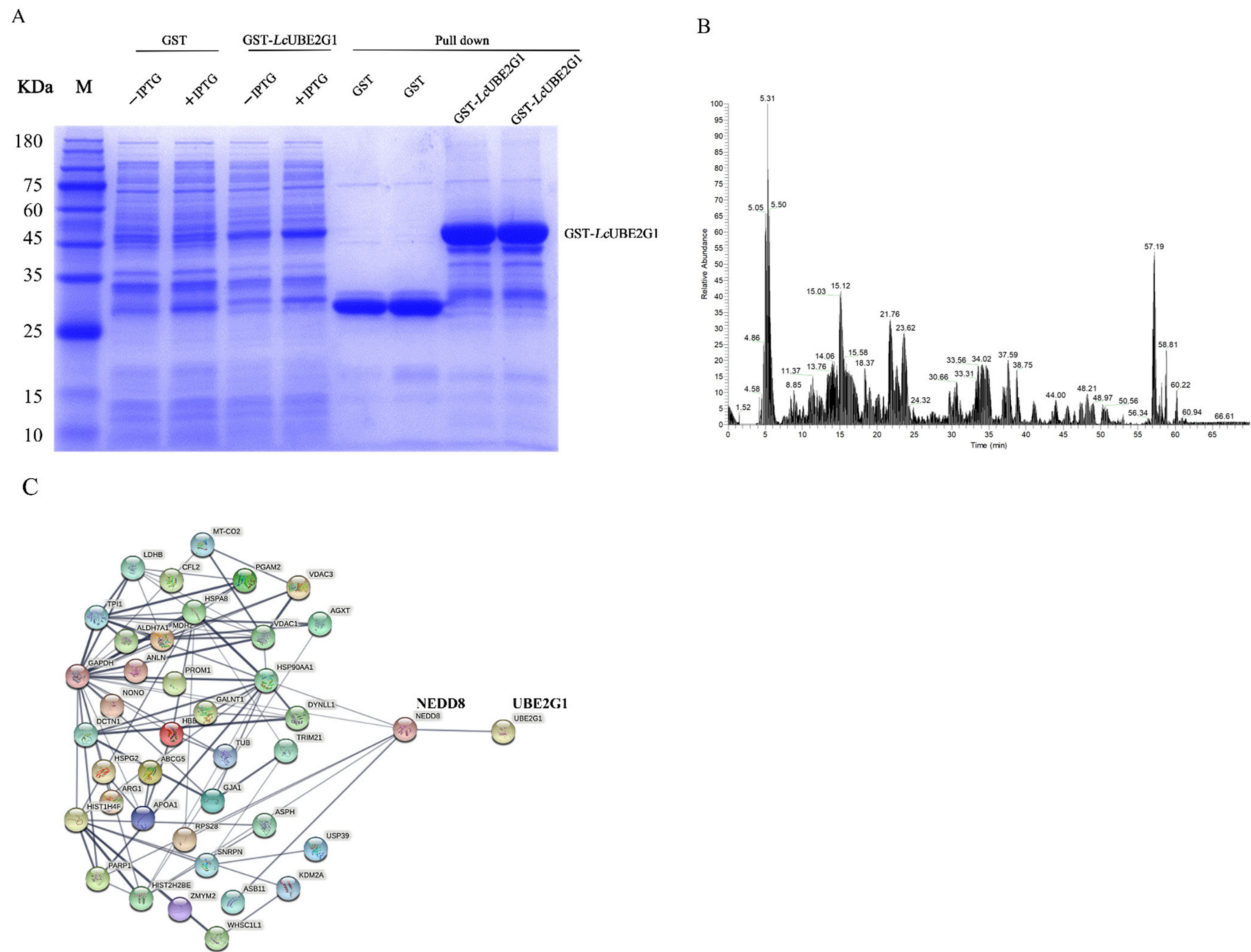 A
GST
GST-LcUBE2G1
Pull down
KDa
M
−IPTG
+IPTG
−IPTG
+IPTG
GST
GST
GST-LcUBE2G1
GST-LcUBE2G1
180
75
60
45
35
25
15
10
GST-LcUBE2G1
B
Relative Abundance
100
95
90
85
80
75
70
65
60
55
50
45
40
35
30
25
20
15
10
5
0
5.31
5.05
5.50
57.19
15.03
15.12
21.76
23.62
4.86
14.06
15.58
13.76
18.37
11.37
8.85
4.58
1.52
24.32
33.56
34.02
30.66
33.31
37.59
38.75
44.00
48.21
48.97
50.56
56.34
58.81
60.22
60.94
66.61
0
5
10
15
20
25
30
35
40
45
50
55
60
65
Time (min)
C
MT-CO2
LDHB
CFL2
PGAM2
VDAC3
TPI1
HSPA8
AGXT
ALDH7A1
MDH2
VDAC1
GAPDH
ANLN
PROM1
HSP90AA1
NONO
GALNT1
DYNLL1
NEDD8
UBE2G1
NEDD8
UBE2G1
DCTN1
HBE
TUB
TRIM21
HSPG2
ABCG5
ARG1
GJA1
HIST1H4F
APOA1
ASPH
RPS28
USP39
SNRPN
PARP1
KDM2A
HIST2H2BE
ASB11
ZMYM2
WHSC1L1